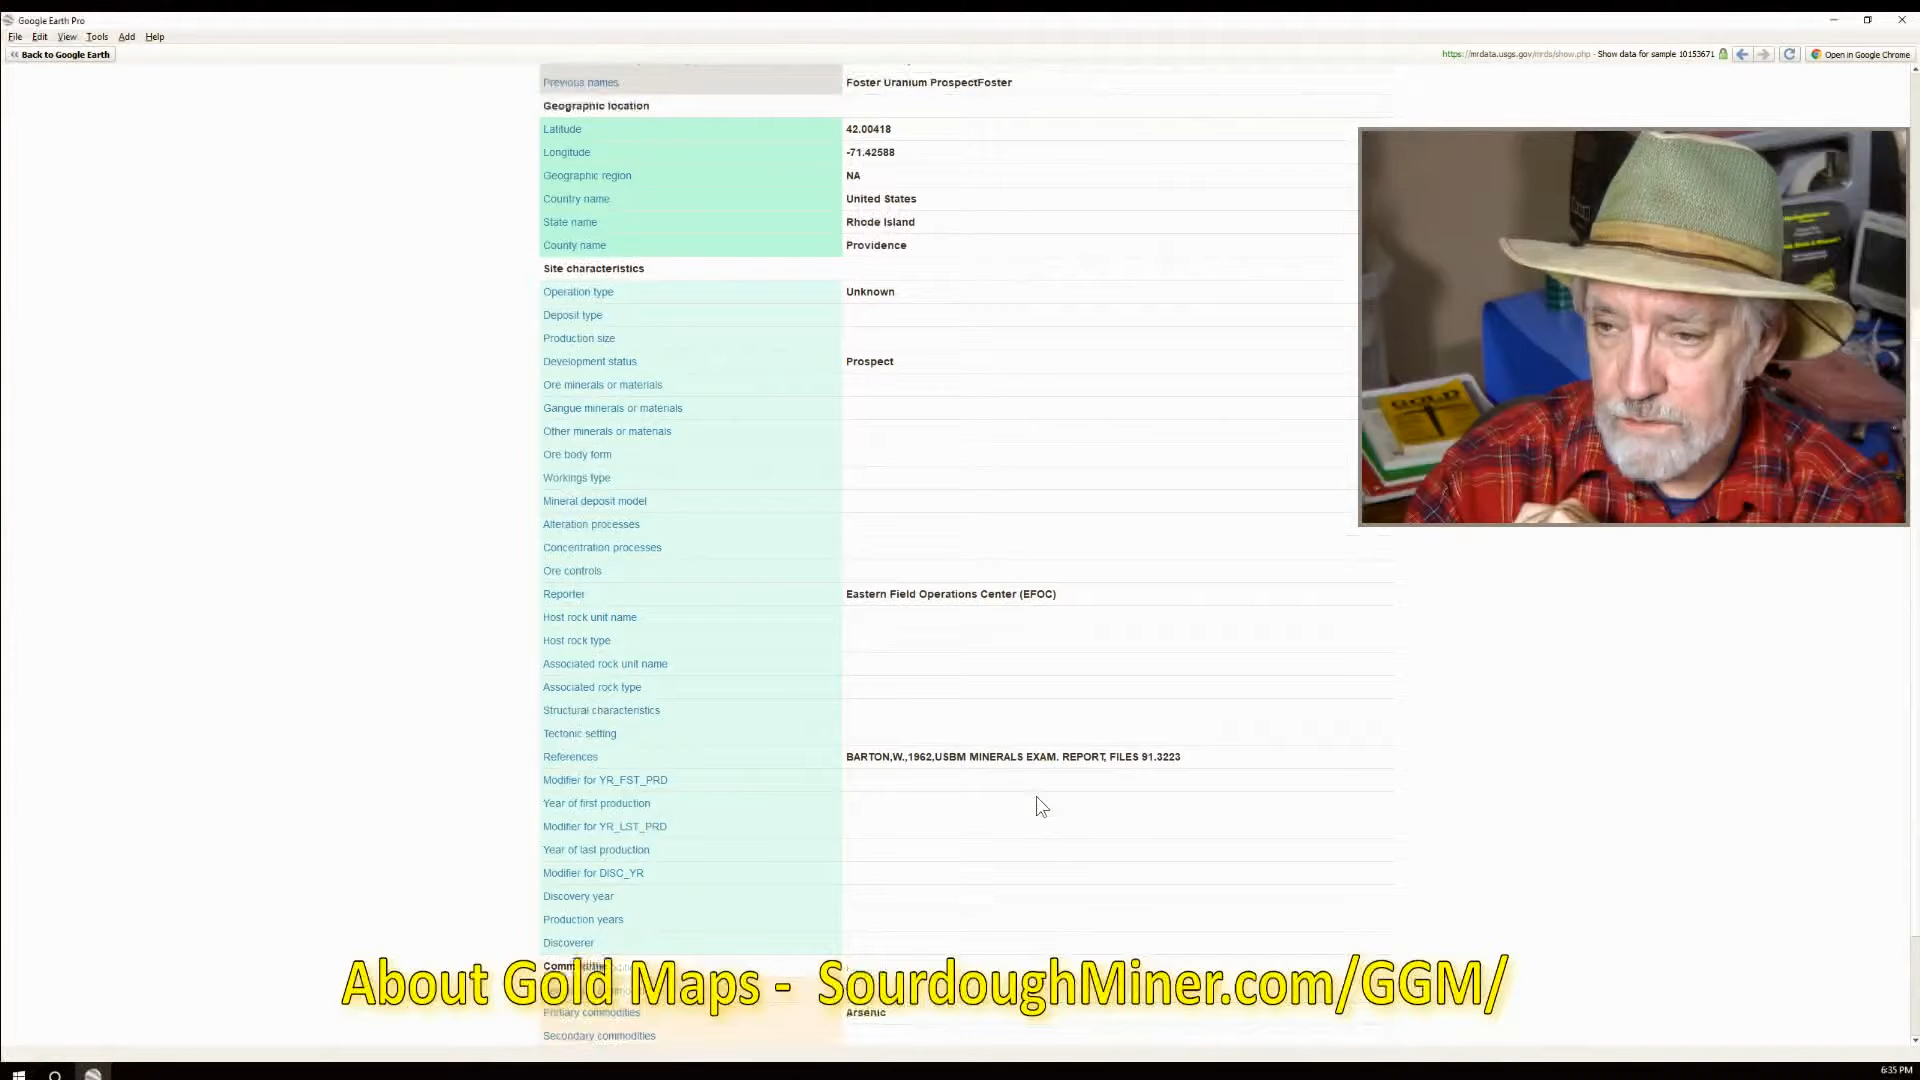 Google Earth Pro
File Edit View Tools Add Help
Back to Google Earth
https://mrdata.usgs.gov/mrds/show.php - Show data for sample 10153671
Open in Google Chrome
Previous names Foster Uranium ProspectFoster
Geographic location
Latitude 42.00418
Longitude -71.42588
Geographic region NA
Country name United States
State name Rhode Island
County name Providence
Site characteristics
Operation type Unknown
Deposit type
Production size
Development status Prospect
Ore minerals or materials
Gangue minerals or materials
Other minerals or materials
Ore body form
Workings type
Mineral deposit model
Alteration processes
Concentration processes
Ore controls
Reporter Eastern Field Operations Center (EFOC)
Host rock unit name
Host rock type
Associated rock unit name
Associated rock type
Structural characteristics
Tectonic setting
References BARTON,W.,1962,USBM MINERALS EXAM. REPORT, FILES 91.3223
Modifier for YR_FST_PRD
Year of first production
Modifier for YR_LST_PRD
Year of last production
Modifier for DISC_YR
Discovery year
Production years
Discoverer
About Gold Maps - SourdoughMiner.com/GGM/
Primary commodities Arsenic
Secondary commodities
6:35 PM
GOLD